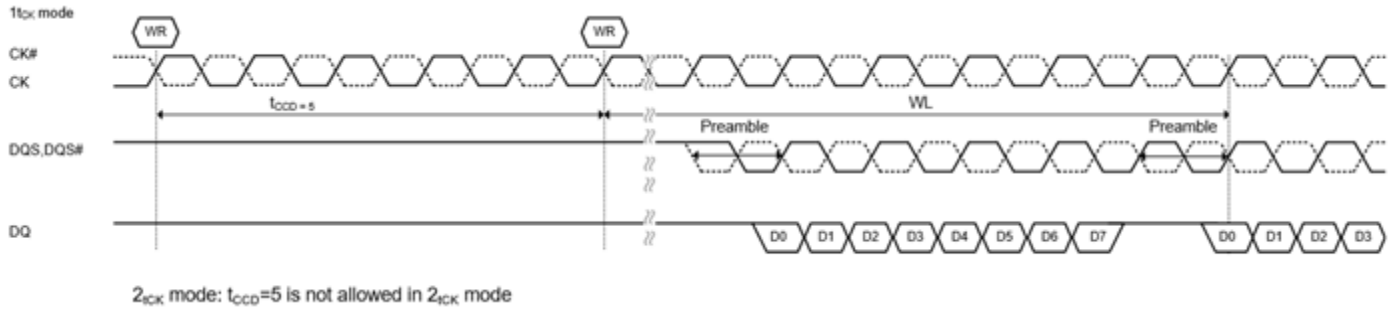 1tCK mode
WR WR
CK#
CK
tCCD = 5 WL
Preamble Preamble
DQS,DQS#
DQ D0 D1 D2 D3 D4 D5 D6 D7 D0 D1 D2 D3
2tCK mode: tCCD=5 is not allowed in 2tCK mode